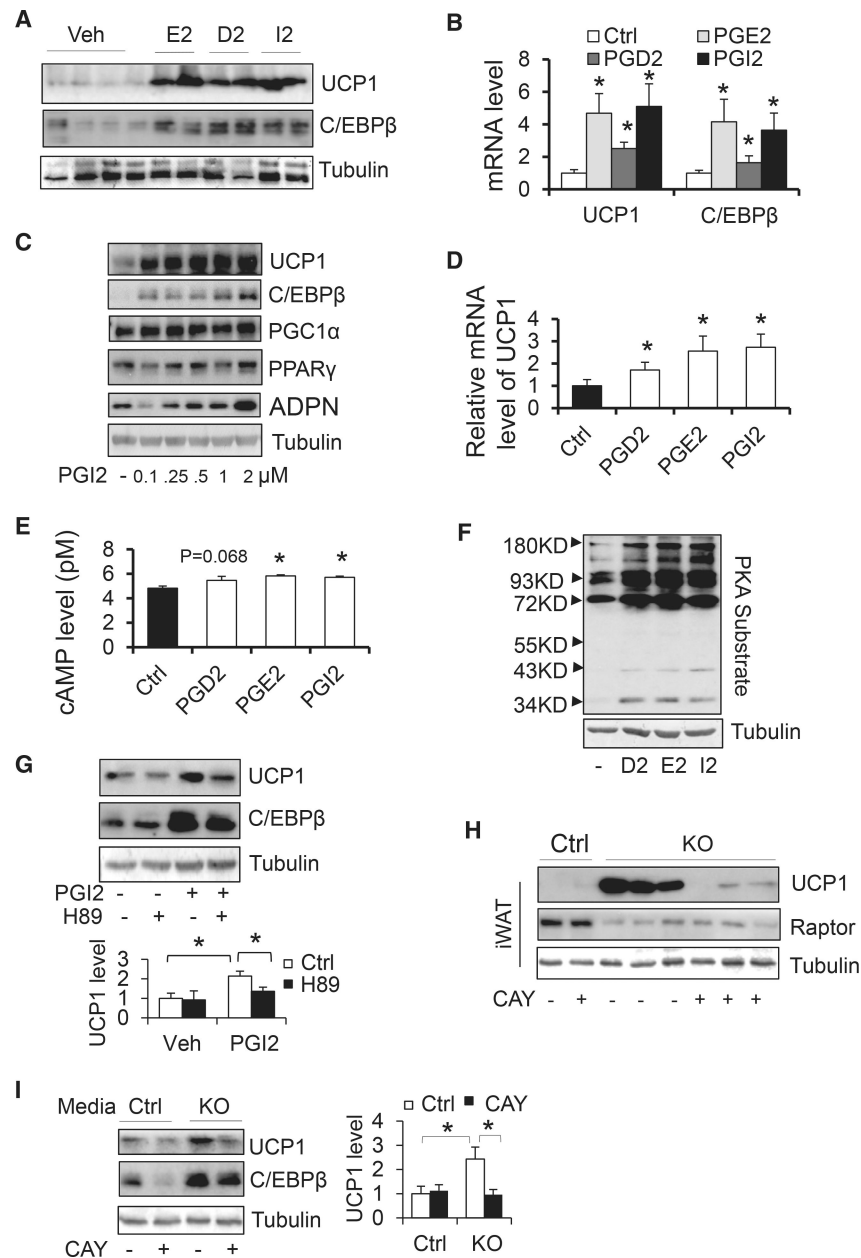 A
Veh E2 D2 I2
UCP1
C/EBPβ
Tubulin
B
Ctrl PGE2
PGD2 PGI2
mRNA level
8
6
4
2
0
* * * * * *
UCP1 C/EBPβ
C
UCP1
C/EBPβ
PGC1α
PPARγ
ADPN
Tubulin
PGI2 - 0.1 .25 .5 1 2 μM
D
Relative mRNA
level of UCP1
4
3
2
1
0
* * *
Ctrl PGD2 PGE2 PGI2
E
cAMP level (pM)
8
6
4
2
0
P=0.068 * *
Ctrl PGD2 PGE2 PGI2
F
180KD
93KD
72KD
55KD
43KD
34KD
PKA Substrate
Tubulin
- D2 E2 I2
G
UCP1
C/EBPβ
Tubulin
PGI2 - - + +
H89 - + - +
UCP1 level
3
2
1
0
* *
Ctrl
H89
Veh PGI2
H
Ctrl KO
iWAT
UCP1
Raptor
Tubulin
CAY - + - - - + + +
I
Media Ctrl KO
UCP1
C/EBPβ
Tubulin
CAY - + - +
Ctrl CAY
UCP1 level
4
3
2
1
0
* *
Ctrl KO